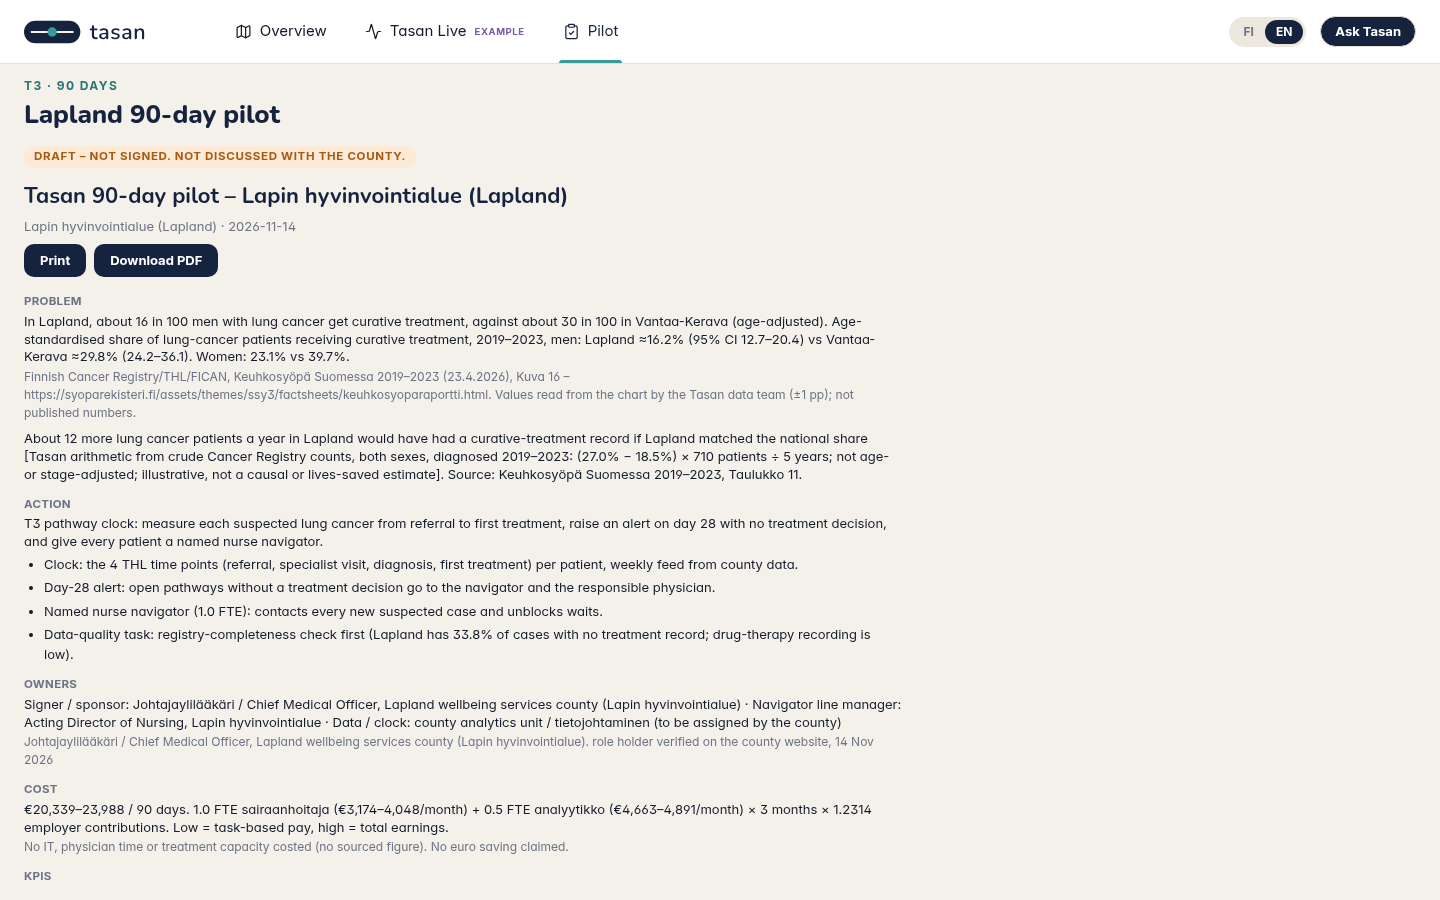 tasan
Overview
Tasan Live EXAMPLE
Pilot
FI
EN
Ask Tasan
T3 · 90 DAYS
Lapland 90-day pilot
DRAFT – NOT SIGNED. NOT DISCUSSED WITH THE COUNTY.
Tasan 90-day pilot – Lapin hyvinvointialue (Lapland)
Lapin hyvinvointialue (Lapland) · 2026-11-14
Print
Download PDF
PROBLEM
In Lapland, about 16 in 100 men with lung cancer get curative treatment, against about 30 in 100 in Vantaa-Kerava (age-adjusted). Age-
standardised share of lung-cancer patients receiving curative treatment, 2019–2023, men: Lapland ≈16.2% (95% CI 12.7–20.4) vs Vantaa-
Kerava ≈29.8% (24.2–36.1). Women: 23.1% vs 39.7%.
Finnish Cancer Registry/THL/FICAN, Keuhkosyöpä Suomessa 2019–2023 (23.4.2026), Kuva 16 –
https://syoparekisteri.fi/assets/themes/ssy3/factsheets/keuhkosyoparaportti.html. Values read from the chart by the Tasan data team (±1 pp); not
published numbers.
About 12 more lung cancer patients a year in Lapland would have had a curative-treatment record if Lapland matched the national share
[Tasan arithmetic from crude Cancer Registry counts, both sexes, diagnosed 2019–2023: (27.0% − 18.5%) × 710 patients ÷ 5 years; not age-
or stage-adjusted; illustrative, not a causal or lives-saved estimate]. Source: Keuhkosyöpä Suomessa 2019–2023, Taulukko 11.
ACTION
T3 pathway clock: measure each suspected lung cancer from referral to first treatment, raise an alert on day 28 with no treatment decision,
and give every patient a named nurse navigator.
• Clock: the 4 THL time points (referral, specialist visit, diagnosis, first treatment) per patient, weekly feed from county data.
• Day-28 alert: open pathways without a treatment decision go to the navigator and the responsible physician.
• Named nurse navigator (1.0 FTE): contacts every new suspected case and unblocks waits.
• Data-quality task: registry-completeness check first (Lapland has 33.8% of cases with no treatment record; drug-therapy recording is
low).
OWNERS
Signer / sponsor: Johtajaylilääkäri / Chief Medical Officer, Lapland wellbeing services county (Lapin hyvinvointialue) · Navigator line manager:
Acting Director of Nursing, Lapin hyvinvointialue · Data / clock: county analytics unit / tietojohtaminen (to be assigned by the county)
Johtajaylilääkäri / Chief Medical Officer, Lapland wellbeing services county (Lapin hyvinvointialue). role holder verified on the county website, 14 Nov
2026
COST
€20,339–23,988 / 90 days. 1.0 FTE sairaanhoitaja (€3,174–4,048/month) + 0.5 FTE analyytikko (€4,663–4,891/month) × 3 months × 1.2314
employer contributions. Low = task-based pay, high = total earnings.
No IT, physician time or treatment capacity costed (no sourced figure). No euro saving claimed.
KPIS